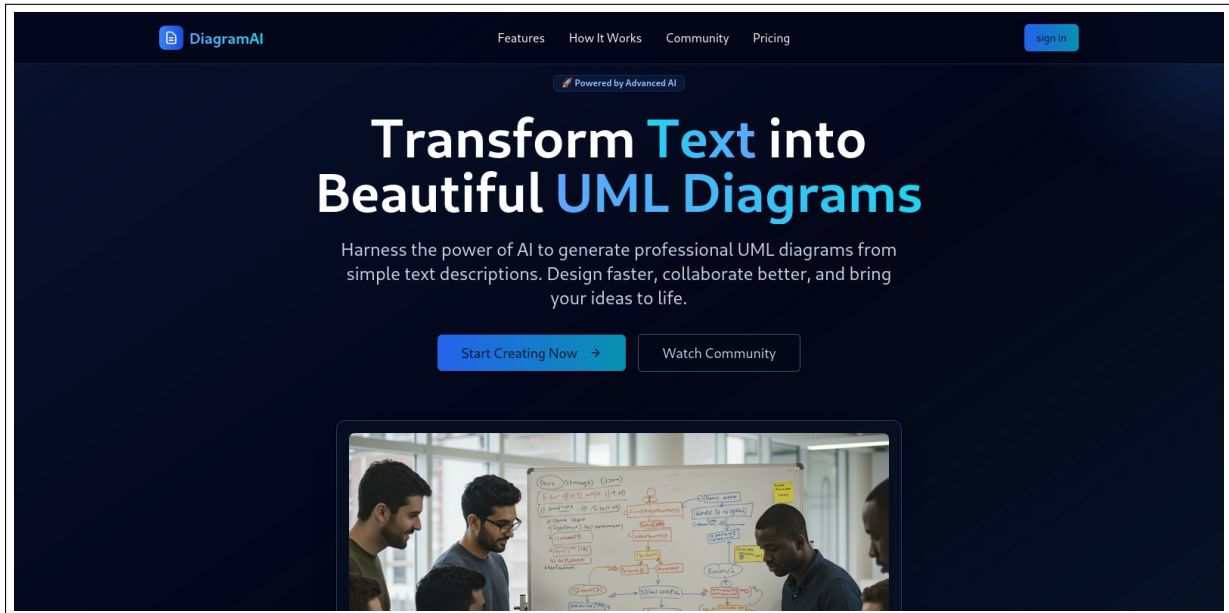 DiagramAI
Features How It Works Community Pricing
sign in
🚀 Powered by Advanced AI
Transform Text into
Beautiful UML Diagrams
Harness the power of AI to generate professional UML diagrams from
simple text descriptions. Design faster, collaborate better, and bring
your ideas to life.
Start Creating Now →
Watch Community